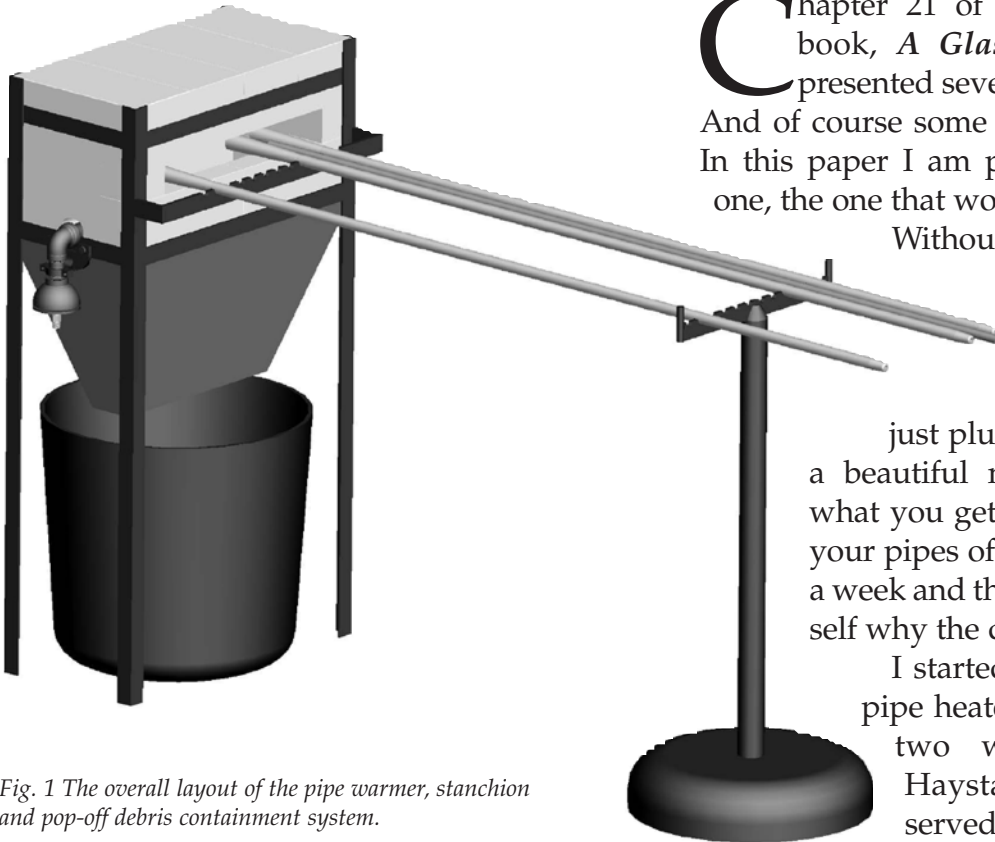 Chapter 21 of
book, A Glas
presented seve
And of course some
In this paper I am p
one, the one that wo
Withou
just plu
a beautiful r
what you get
your pipes of
a week and th
self why the c
I started
pipe heate
two w
Haysta
served
Fig. 1 The overall layout of the pipe warmer, stanchion
and pop-off debris containment system.